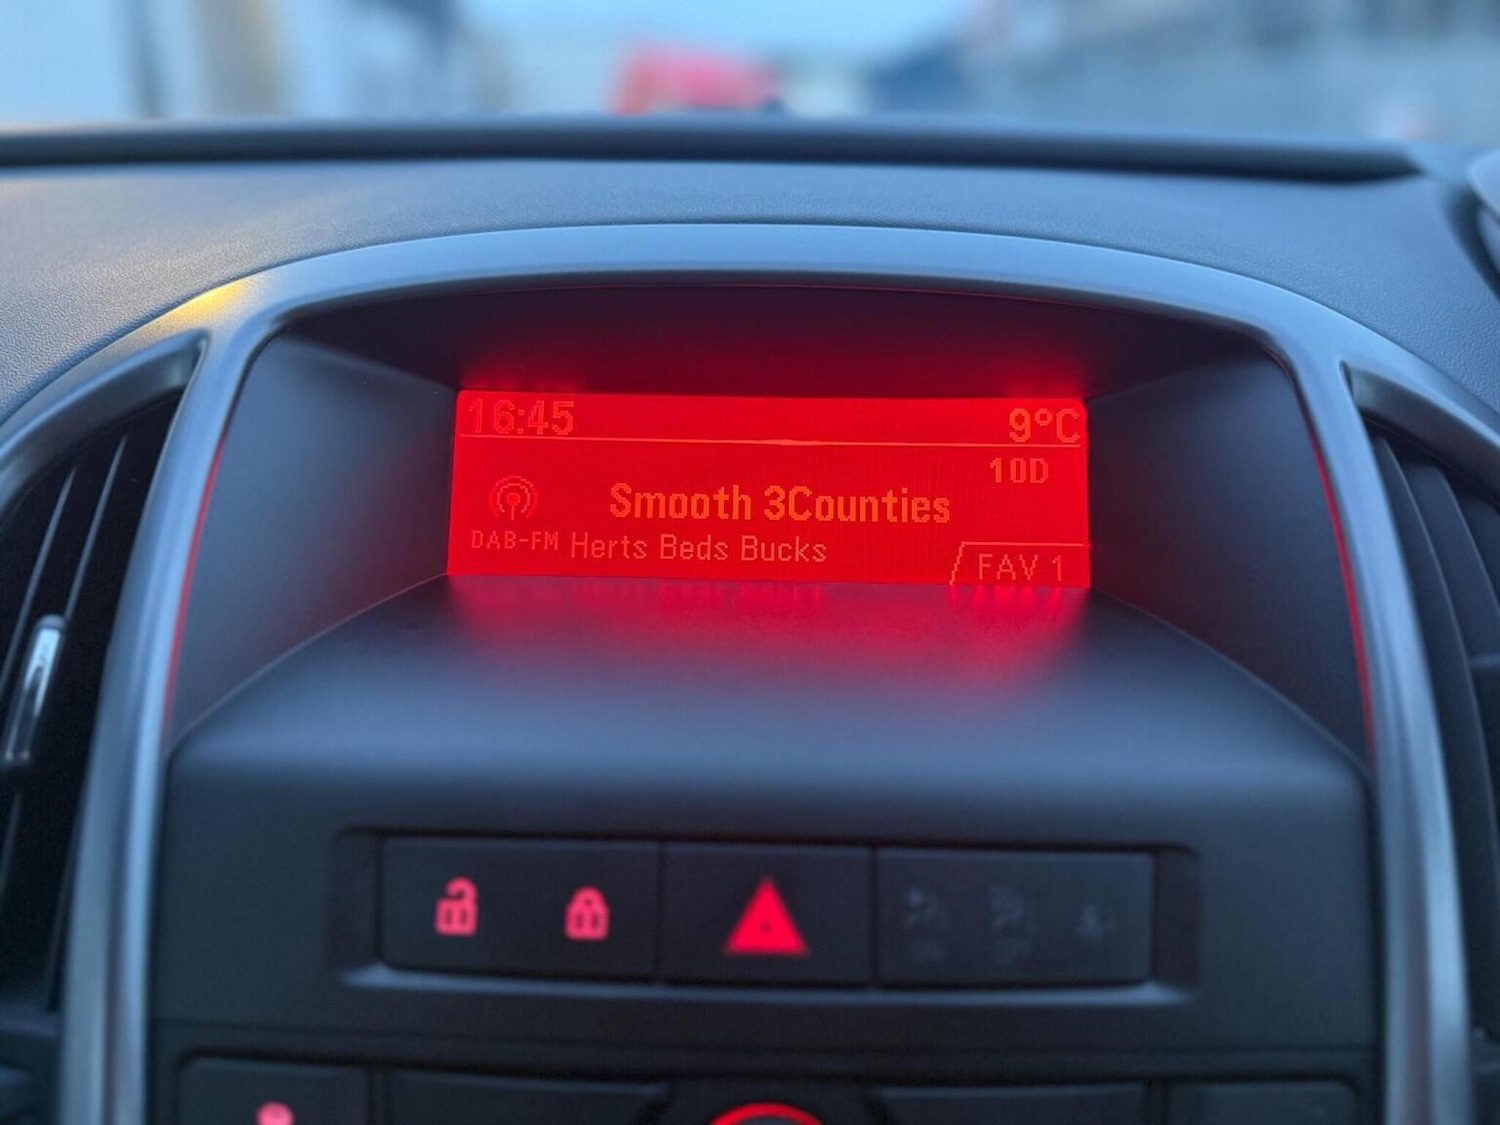 16:45 9°C
10D
Smooth 3Counties
DAB-FM Herts Beds Bucks
FAV 1